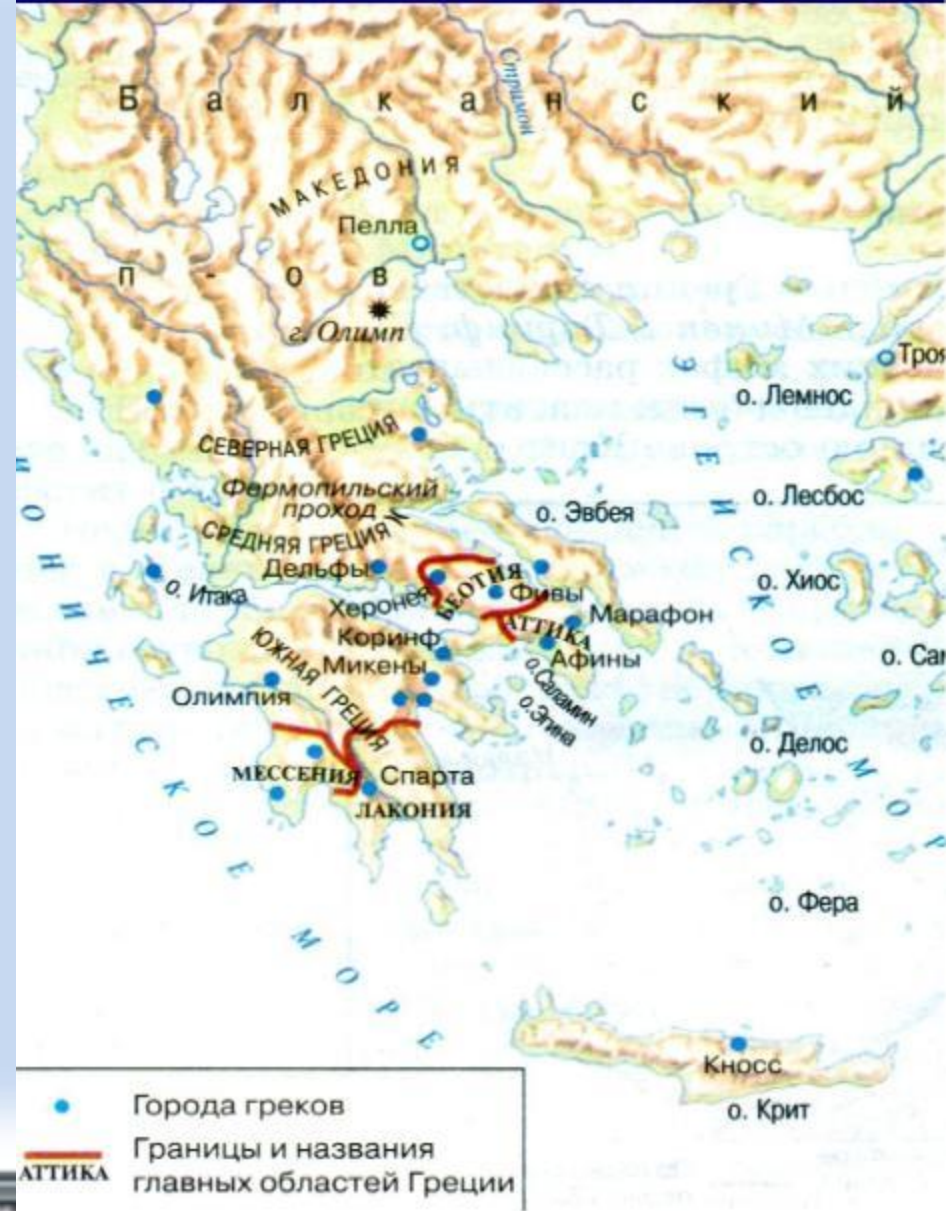 Балканский
Стримон
МАКЕДОНИЯ
Пелла
п-ов
г. Олимп
Троя
о. Лемнос
СЕВЕРНАЯ ГРЕЦИЯ
о. Лесбос
Фермопильский
проход
о. Эвбея
СРЕДНЯЯ ГРЕЦИЯ
Дельфы
о. Хиос
о. Итака
БЕОТИЯ
Фивы
Херонея
Марафон
АТТИКА
Коринф
Афины
Микены
о. Саламин
о. Эгина
ЮЖНАЯ ГРЕЦИЯ
Олимпия
о. Сам
о. Делос
МЕССЕНИЯ
Спарта
ЛАКОНИЯ
ИОНИЧЕСКОЕ МОРЕ
ЭГЕЙСКОЕ МОР
о. Фера
Кносс
о. Крит
Города греков
АТТИКА
Границы и названия
главных областей Греции